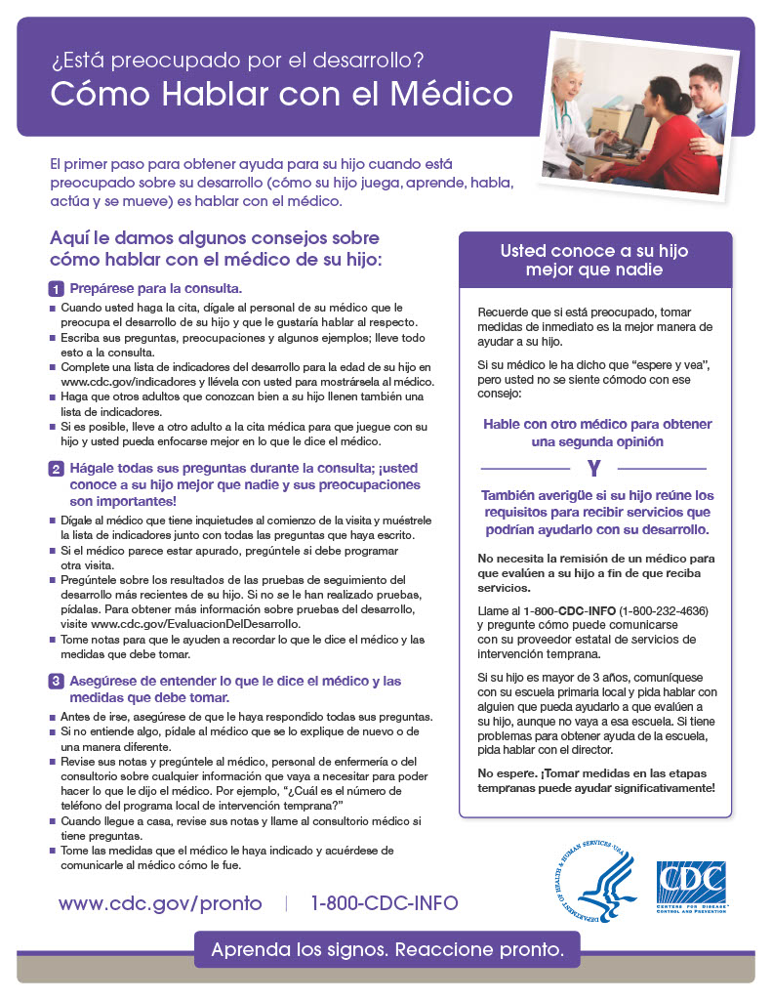 ¿Está preocupado por el desarrollo?
Cómo Hablar con el Médico
El primer paso para obtener ayuda para su hijo cuando está
preocupado sobre su desarrollo (cómo su hijo juega, aprende, habla,
actúa y se mueve) es hablar con el médico.
Aquí le damos algunos consejos sobre
cómo hablar con el médico de su hijo:
1 Prepárese para la consulta.
■ Cuando usted haga la cita, dígale al personal de su médico que le
preocupa el desarrollo de su hijo y que le gustaría hablar al respecto.
■ Escriba sus preguntas, preocupaciones y algunos ejemplos; lleve todo
esto a la consulta.
■ Complete una lista de indicadores del desarrollo para la edad de su hijo en
www.cdc.gov/indicadores y llévela con usted para mostrársela al médico.
■ Haga que otros adultos que conozcan bien a su hijo llenen también una
lista de indicadores.
■ Si es posible, lleve a otro adulto a la cita médica para que juegue con su
hijo y usted pueda enfocarse mejor en lo que le dice el médico.
2 Hágale todas sus preguntas durante la consulta; ¡usted
conoce a su hijo mejor que nadie y sus preocupaciones
son importantes!
■ Dígale al médico que tiene inquietudes al comienzo de la visita y muéstrele
la lista de indicadores junto con todas las preguntas que haya escrito.
■ Si el médico parece estar apurado, pregúntele si debe programar
otra visita.
■ Pregúntele sobre los resultados de las pruebas de seguimiento del
desarrollo más recientes de su hijo. Si no se le han realizado pruebas,
pídalas. Para obtener más información sobre pruebas del desarrollo,
visite www.cdc.gov/EvaluacionDelDesarrollo.
■ Tome notas para que le ayuden a recordar lo que le dice el médico y las
medidas que debe tomar.
3 Asegúrese de entender lo que le dice el médico y las
medidas que debe tomar.
■ Antes de irse, asegúrese de que le haya respondido todas sus preguntas.
■ Si no entiende algo, pídale al médico que se lo explique de nuevo o de
una manera diferente.
■ Revise sus notas y pregúntele al médico, personal de enfermería o del
consultorio sobre cualquier información que vaya a necesitar para poder
hacer lo que le dijo el médico. Por ejemplo, “¿Cuál es el número de
teléfono del programa local de intervención temprana?”
■ Cuando llegue a casa, revise sus notas y llame al consultorio médico si
tiene preguntas.
■ Tome las medidas que el médico le haya indicado y acuérdese de
comunicarle al médico cómo le fue.
Usted conoce a su hijo
mejor que nadie
Recuerde que si está preocupado, tomar
medidas de inmediato es la mejor manera de
ayudar a su hijo.
Si su médico le ha dicho que “espere y vea”,
pero usted no se siente cómodo con ese
consejo:
Hable con otro médico para obtener
una segunda opinión
Y
También averigüe si su hijo reúne los
requisitos para recibir servicios que
podrían ayudarlo con su desarrollo.
No necesita la remisión de un médico para
que evalúen a su hijo a fin de que reciba
servicios.
Llame al 1-800-CDC-INFO (1-800-232-4636)
y pregunte cómo puede comunicarse
con su proveedor estatal de servicios de
intervención temprana.
Si su hijo es mayor de 3 años, comuníquese
con su escuela primaria local y pida hablar con
alguien que pueda ayudarlo a que evalúen a
su hijo, aunque no vaya a esa escuela. Si tiene
problemas para obtener ayuda de la escuela,
pida hablar con el director.
No espere. ¡Tomar medidas en las etapas
tempranas puede ayudar significativamente!
www.cdc.gov/pronto | 1-800-CDC-INFO
DEPARTMENT OF HEALTH & HUMAN SERVICES · USA
CDC
CENTERS FOR DISEASE
CONTROL AND PREVENTION
Aprenda los signos. Reaccione pronto.